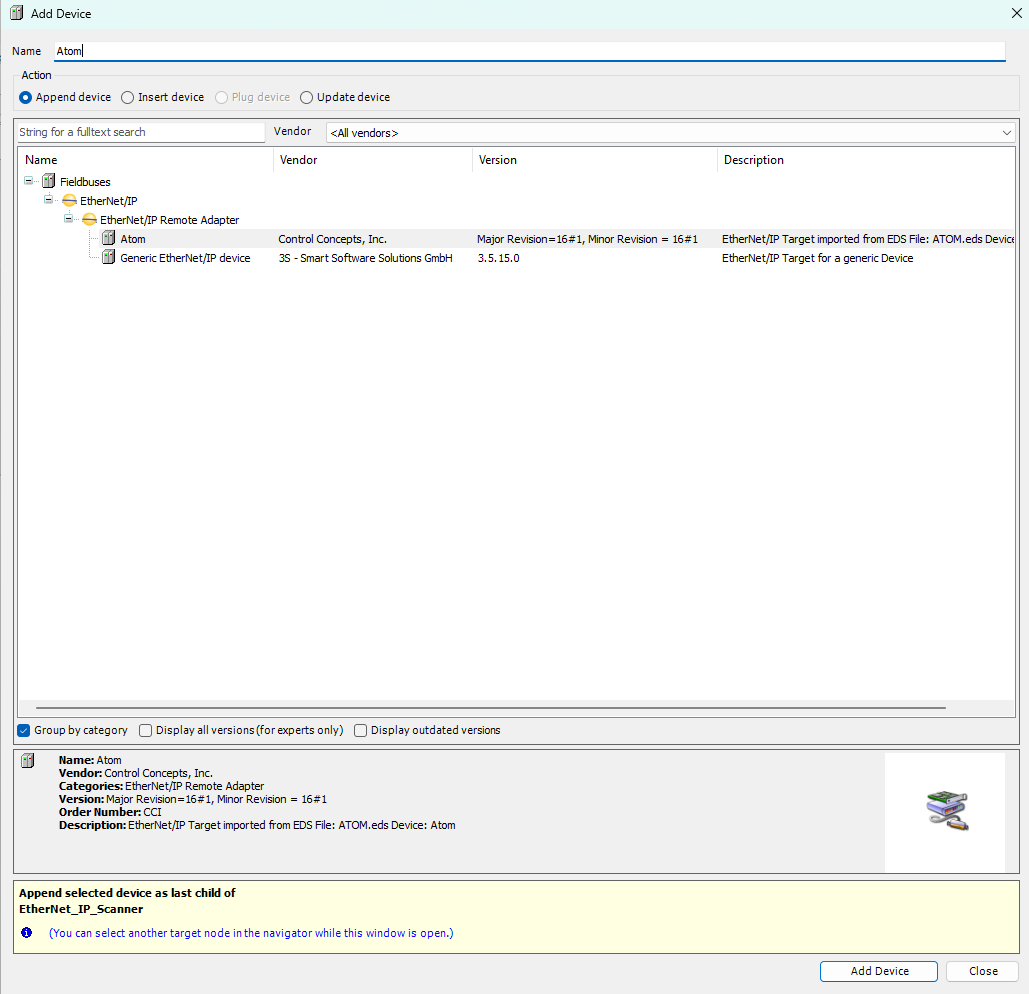 Add Device
Name Atom
Action
Append device Insert device Plug device Update device
String for a fulltext search Vendor <All vendors>
Name Vendor Version Description
Fieldbuses
EtherNet/IP
EtherNet/IP Remote Adapter
Atom Control Concepts, Inc. Major Revision=16#1, Minor Revision = 16#1 EtherNet/IP Target imported from EDS File: ATOM.eds Device
Generic EtherNet/IP device 3S - Smart Software Solutions GmbH 3.5.15.0 EtherNet/IP Target for a generic Device
Group by category Display all versions (for experts only) Display outdated versions
Name: Atom
Vendor: Control Concepts, Inc.
Categories: EtherNet/IP Remote Adapter
Version: Major Revision=16#1, Minor Revision = 16#1
Order Number: CCI
Description: EtherNet/IP Target imported from EDS File: ATOM.eds Device: Atom
Append selected device as last child of
EtherNet_IP_Scanner
(You can select another target node in the navigator while this window is open.)
Add Device Close